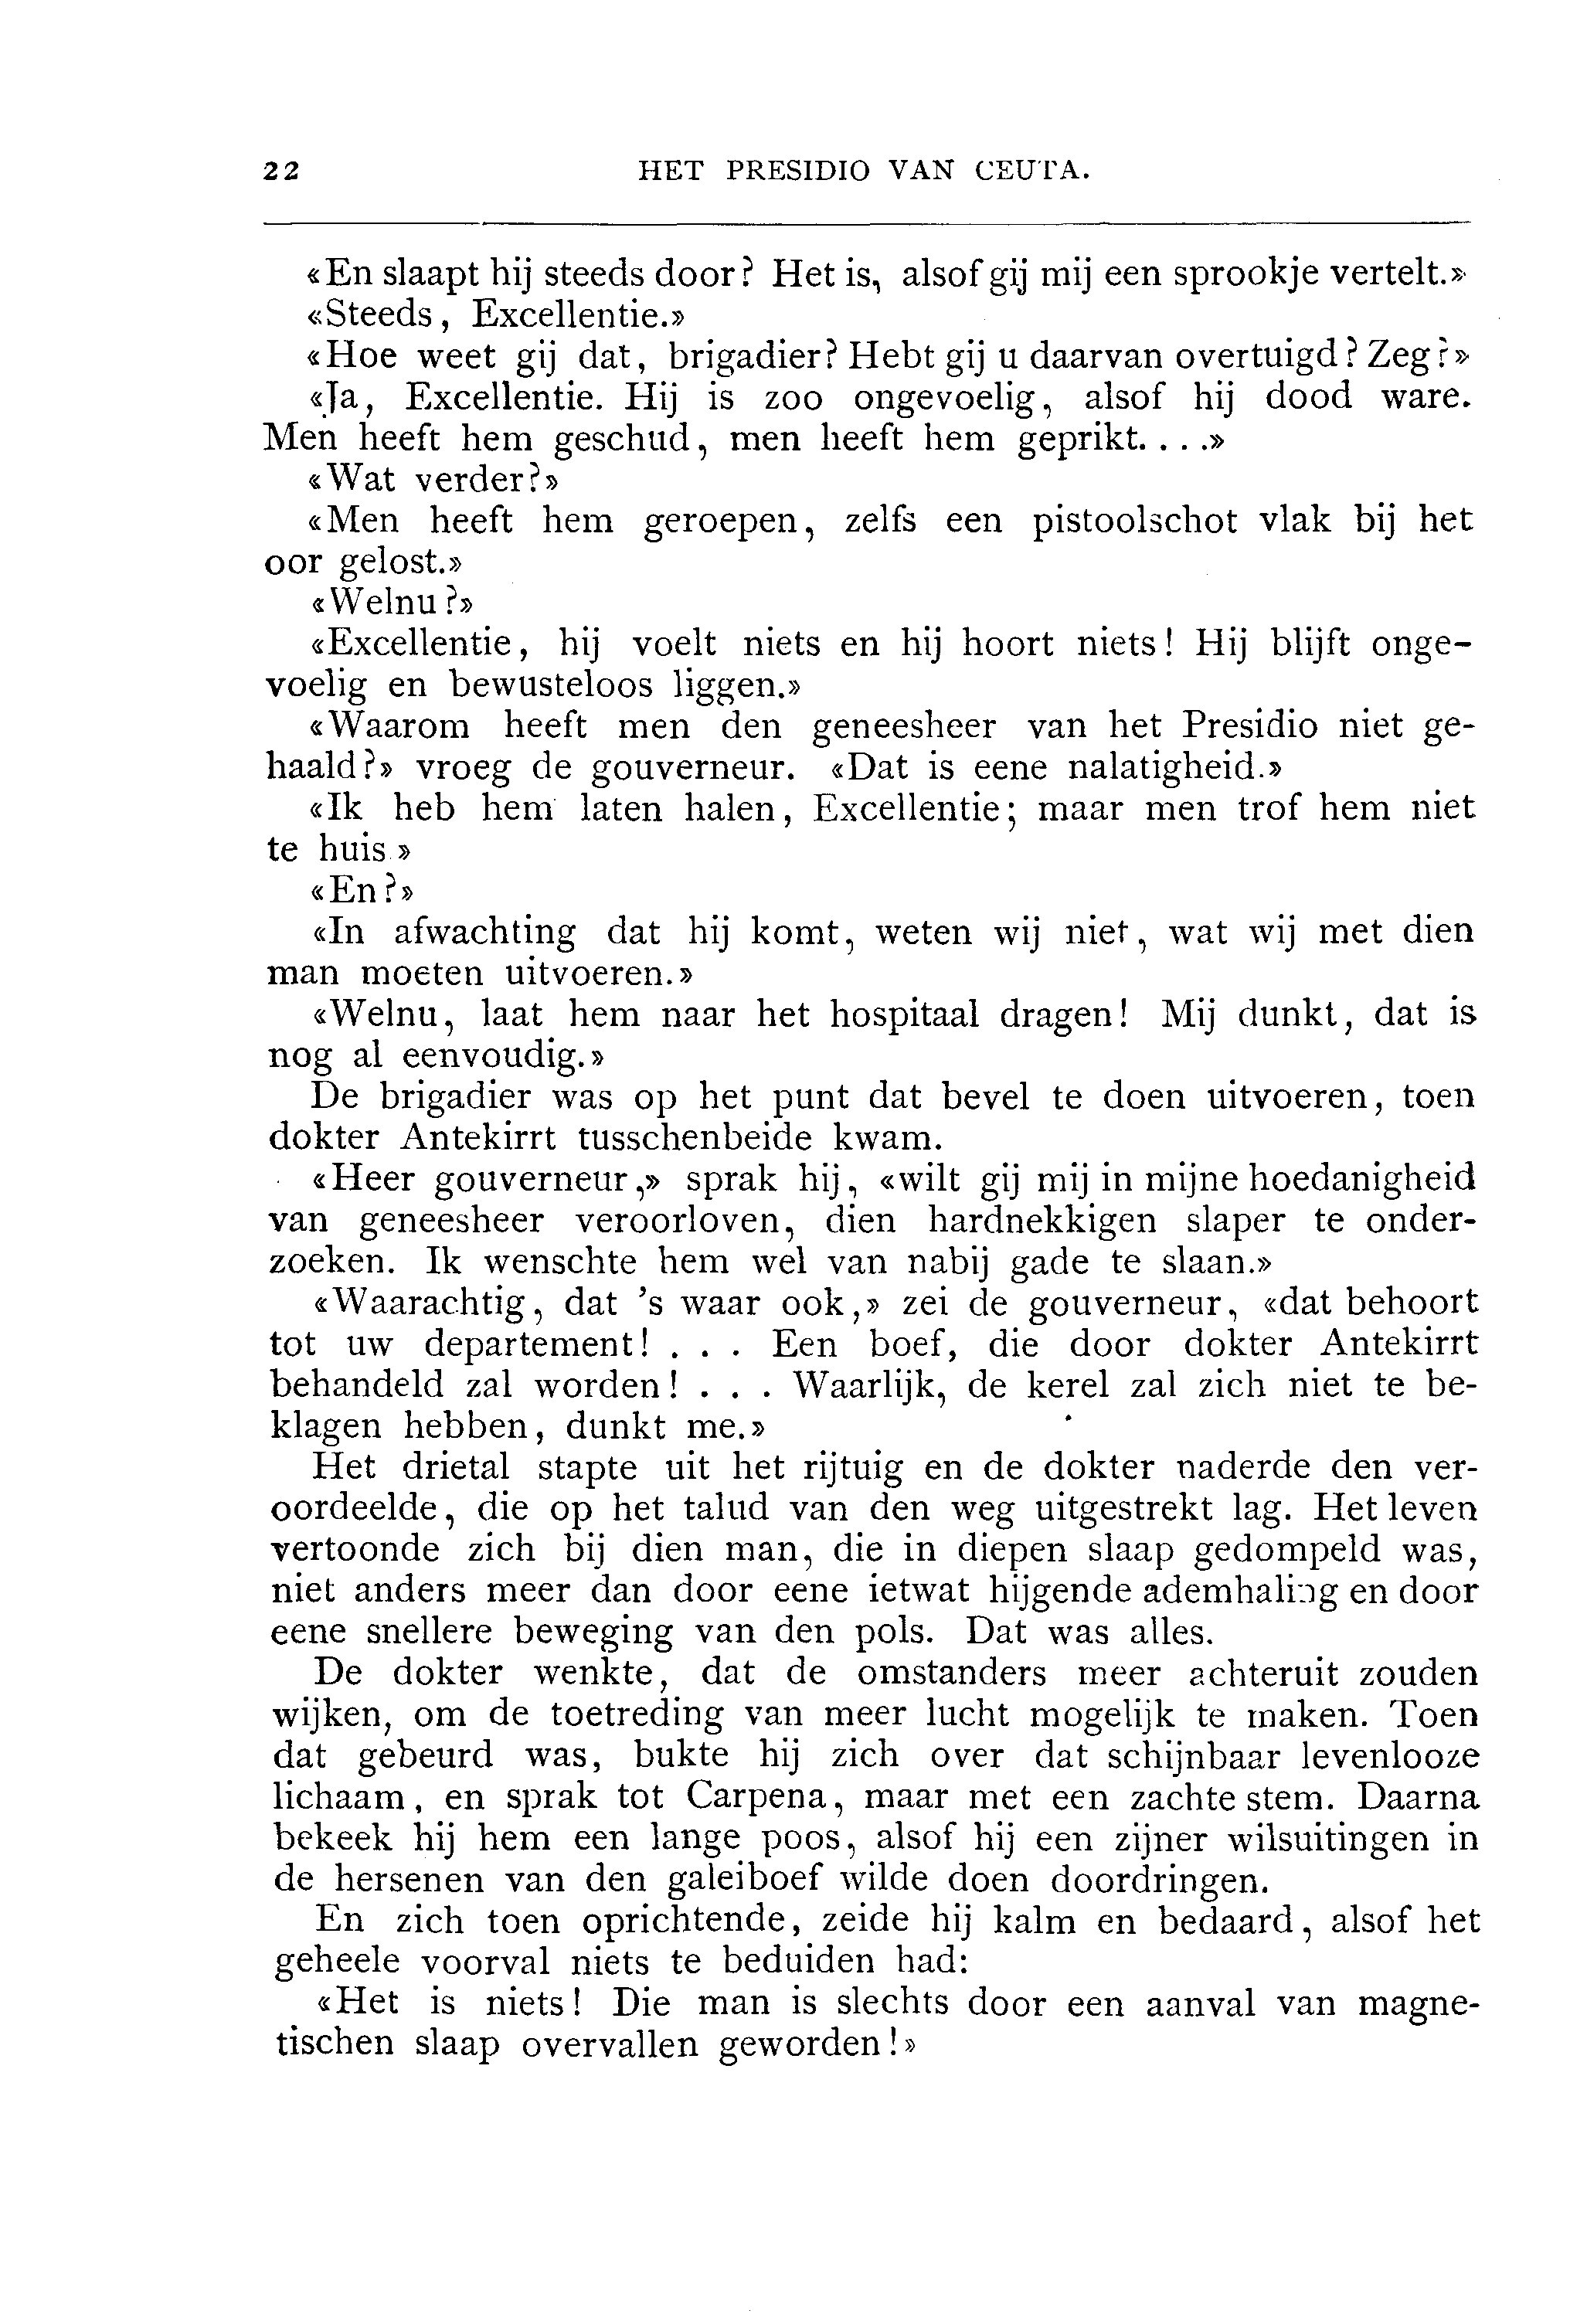 22 HET PRESIDIO VAN CEUTA.
«En slaapt hij steeds door? Het is, alsof gij mij een sprookje vertelt.»
«Steeds, Excellentie.»
«Hoe weet gij dat, brigadier? Hebt gij u daarvan overtuigd? Zeg?»
«Ja, Excellentie. Hij is zoo ongevoelig, alsof hij dood ware.
Men heeft hem geschud, men heeft hem geprikt....»
«Wat verder?»
«Men heeft hem geroepen, zelfs een pistoolschot vlak bij het
oor gelost.»
«Welnu?»
«Excellentie, hij voelt niets en hij hoort niets! Hij blijft onge-
voelig en bewusteloos liggen.»
«Waarom heeft men den geneesheer van het Presidio niet ge-
haald?» vroeg de gouverneur. «Dat is eene nalatigheid.»
«Ik heb hem laten halen, Excellentie; maar men trof hem niet
te huis.»
«En?»
«In afwachting dat hij komt, weten wij niet, wat wij met dien
man moeten uitvoeren.»
«Welnu, laat hem naar het hospitaal dragen! Mij dunkt, dat is
nog al eenvoudig.»
De brigadier was op het punt dat bevel te doen uitvoeren, toen
dokter Antekirrt tusschenbeide kwam.
«Heer gouverneur,» sprak hij, «wilt gij mij in mijne hoedanigheid
van geneesheer veroorloven, dien hardnekkigen slaper te onder-
zoeken. Ik wenschte hem wel van nabij gade te slaan.»
«Waarachtig, dat 's waar ook,» zei de gouverneur, «dat behoort
tot uw departement! . . . Een boef, die door dokter Antekirrt
behandeld zal worden! . . . Waarlijk, de kerel zal zich niet te be-
klagen hebben, dunkt me.»
Het drietal stapte uit het rijtuig en de dokter naderde den ver-
oordeelde, die op het talud van den weg uitgestrekt lag. Het leven
vertoonde zich bij dien man, die in diepen slaap gedompeld was,
niet anders meer dan door eene ietwat hijgende ademhaling en door
eene snellere beweging van den pols. Dat was alles.
De dokter wenkte, dat de omstanders meer achteruit zouden
wijken, om de toetreding van meer lucht mogelijk te maken. Toen
dat gebeurd was, bukte hij zich over dat schijnbaar levenlooze
lichaam, en sprak tot Carpena, maar met een zachte stem. Daarna
bekeek hij hem een lange poos, alsof hij een zijner wilsuitingen in
de hersenen van den galeiboef wilde doen doordringen.
En zich toen oprichtende, zeide hij kalm en bedaard, alsof het
geheele voorval niets te beduiden had:
«Het is niets! Die man is slechts door een aanval van magne-
tischen slaap overvallen geworden!»